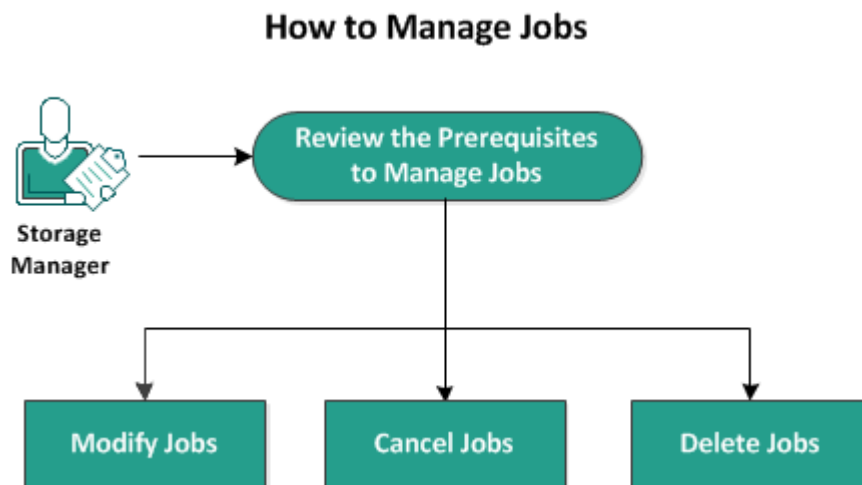 How to Manage Jobs
Review the Prerequisites
to Manage Jobs
Storage
Manager
Modify Jobs
Cancel Jobs
Delete Jobs